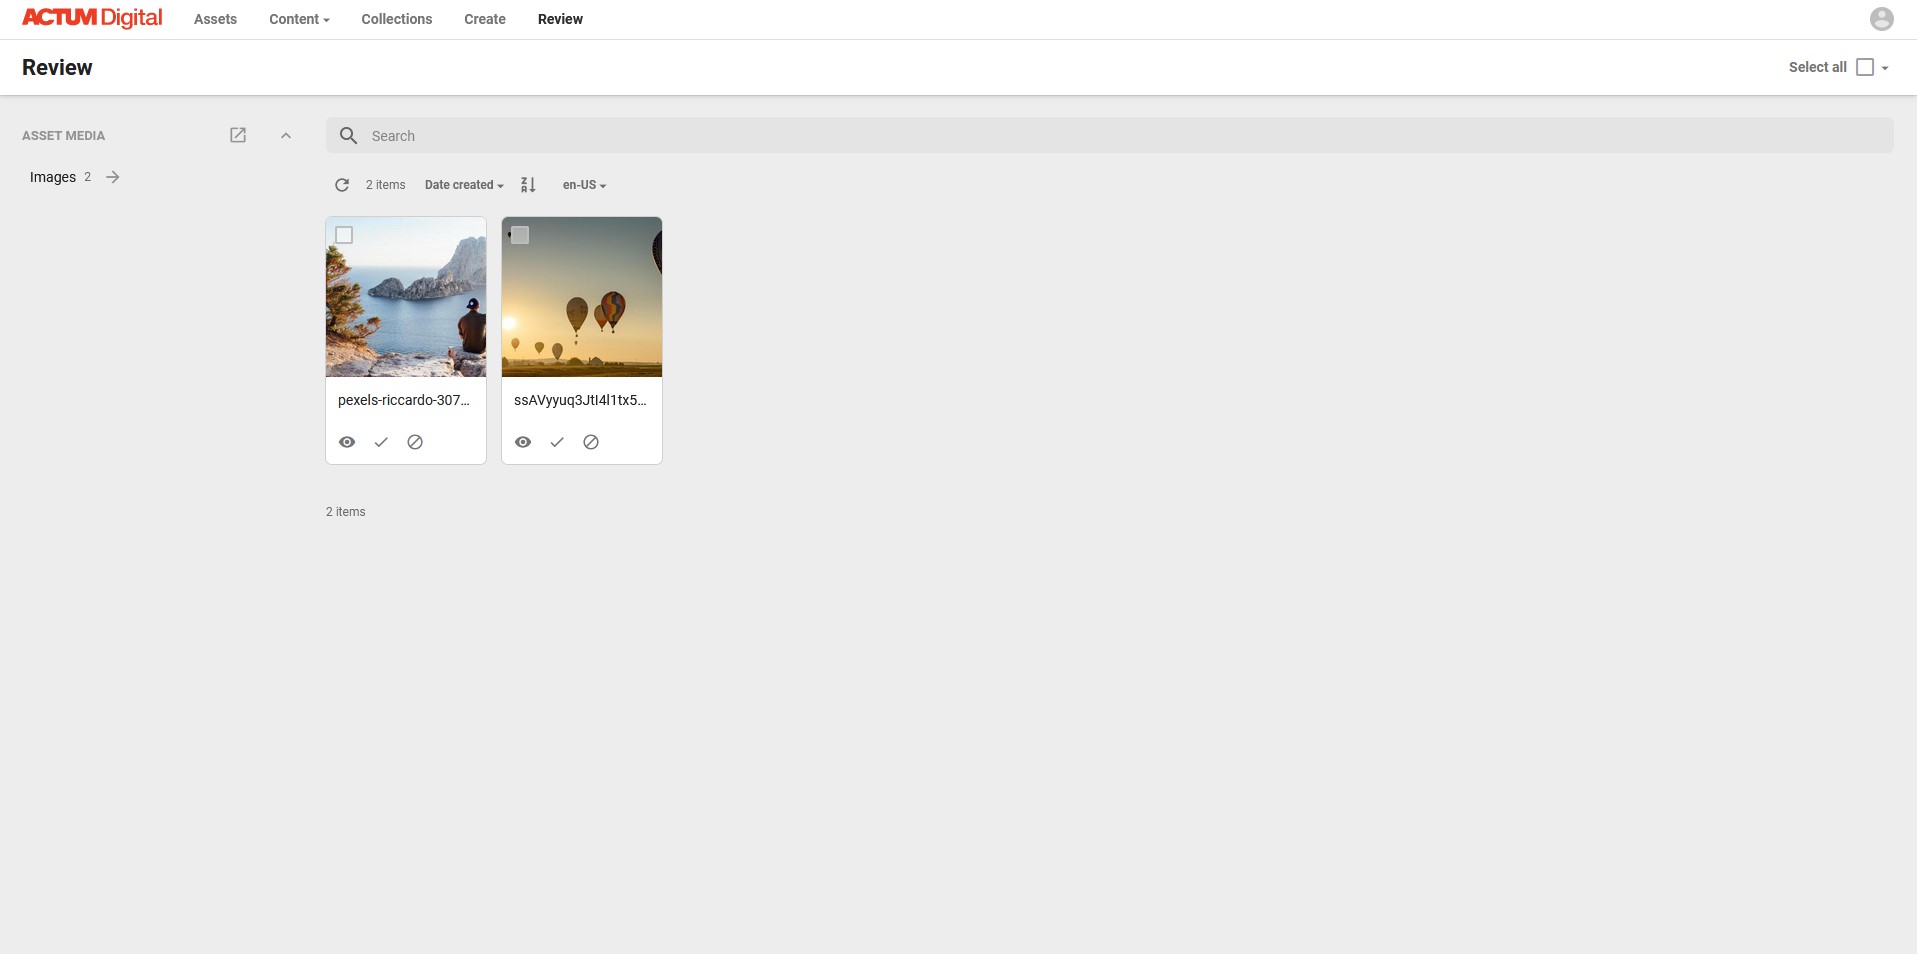 ACTUM Digital Assets Content Collections Create Review
Review
Select all
ASSET MEDIA
Search
Images 2
2 items Date created en-US
pexels-riccardo-307...
ssAVyyuq3JtI4l1tx5...
2 items